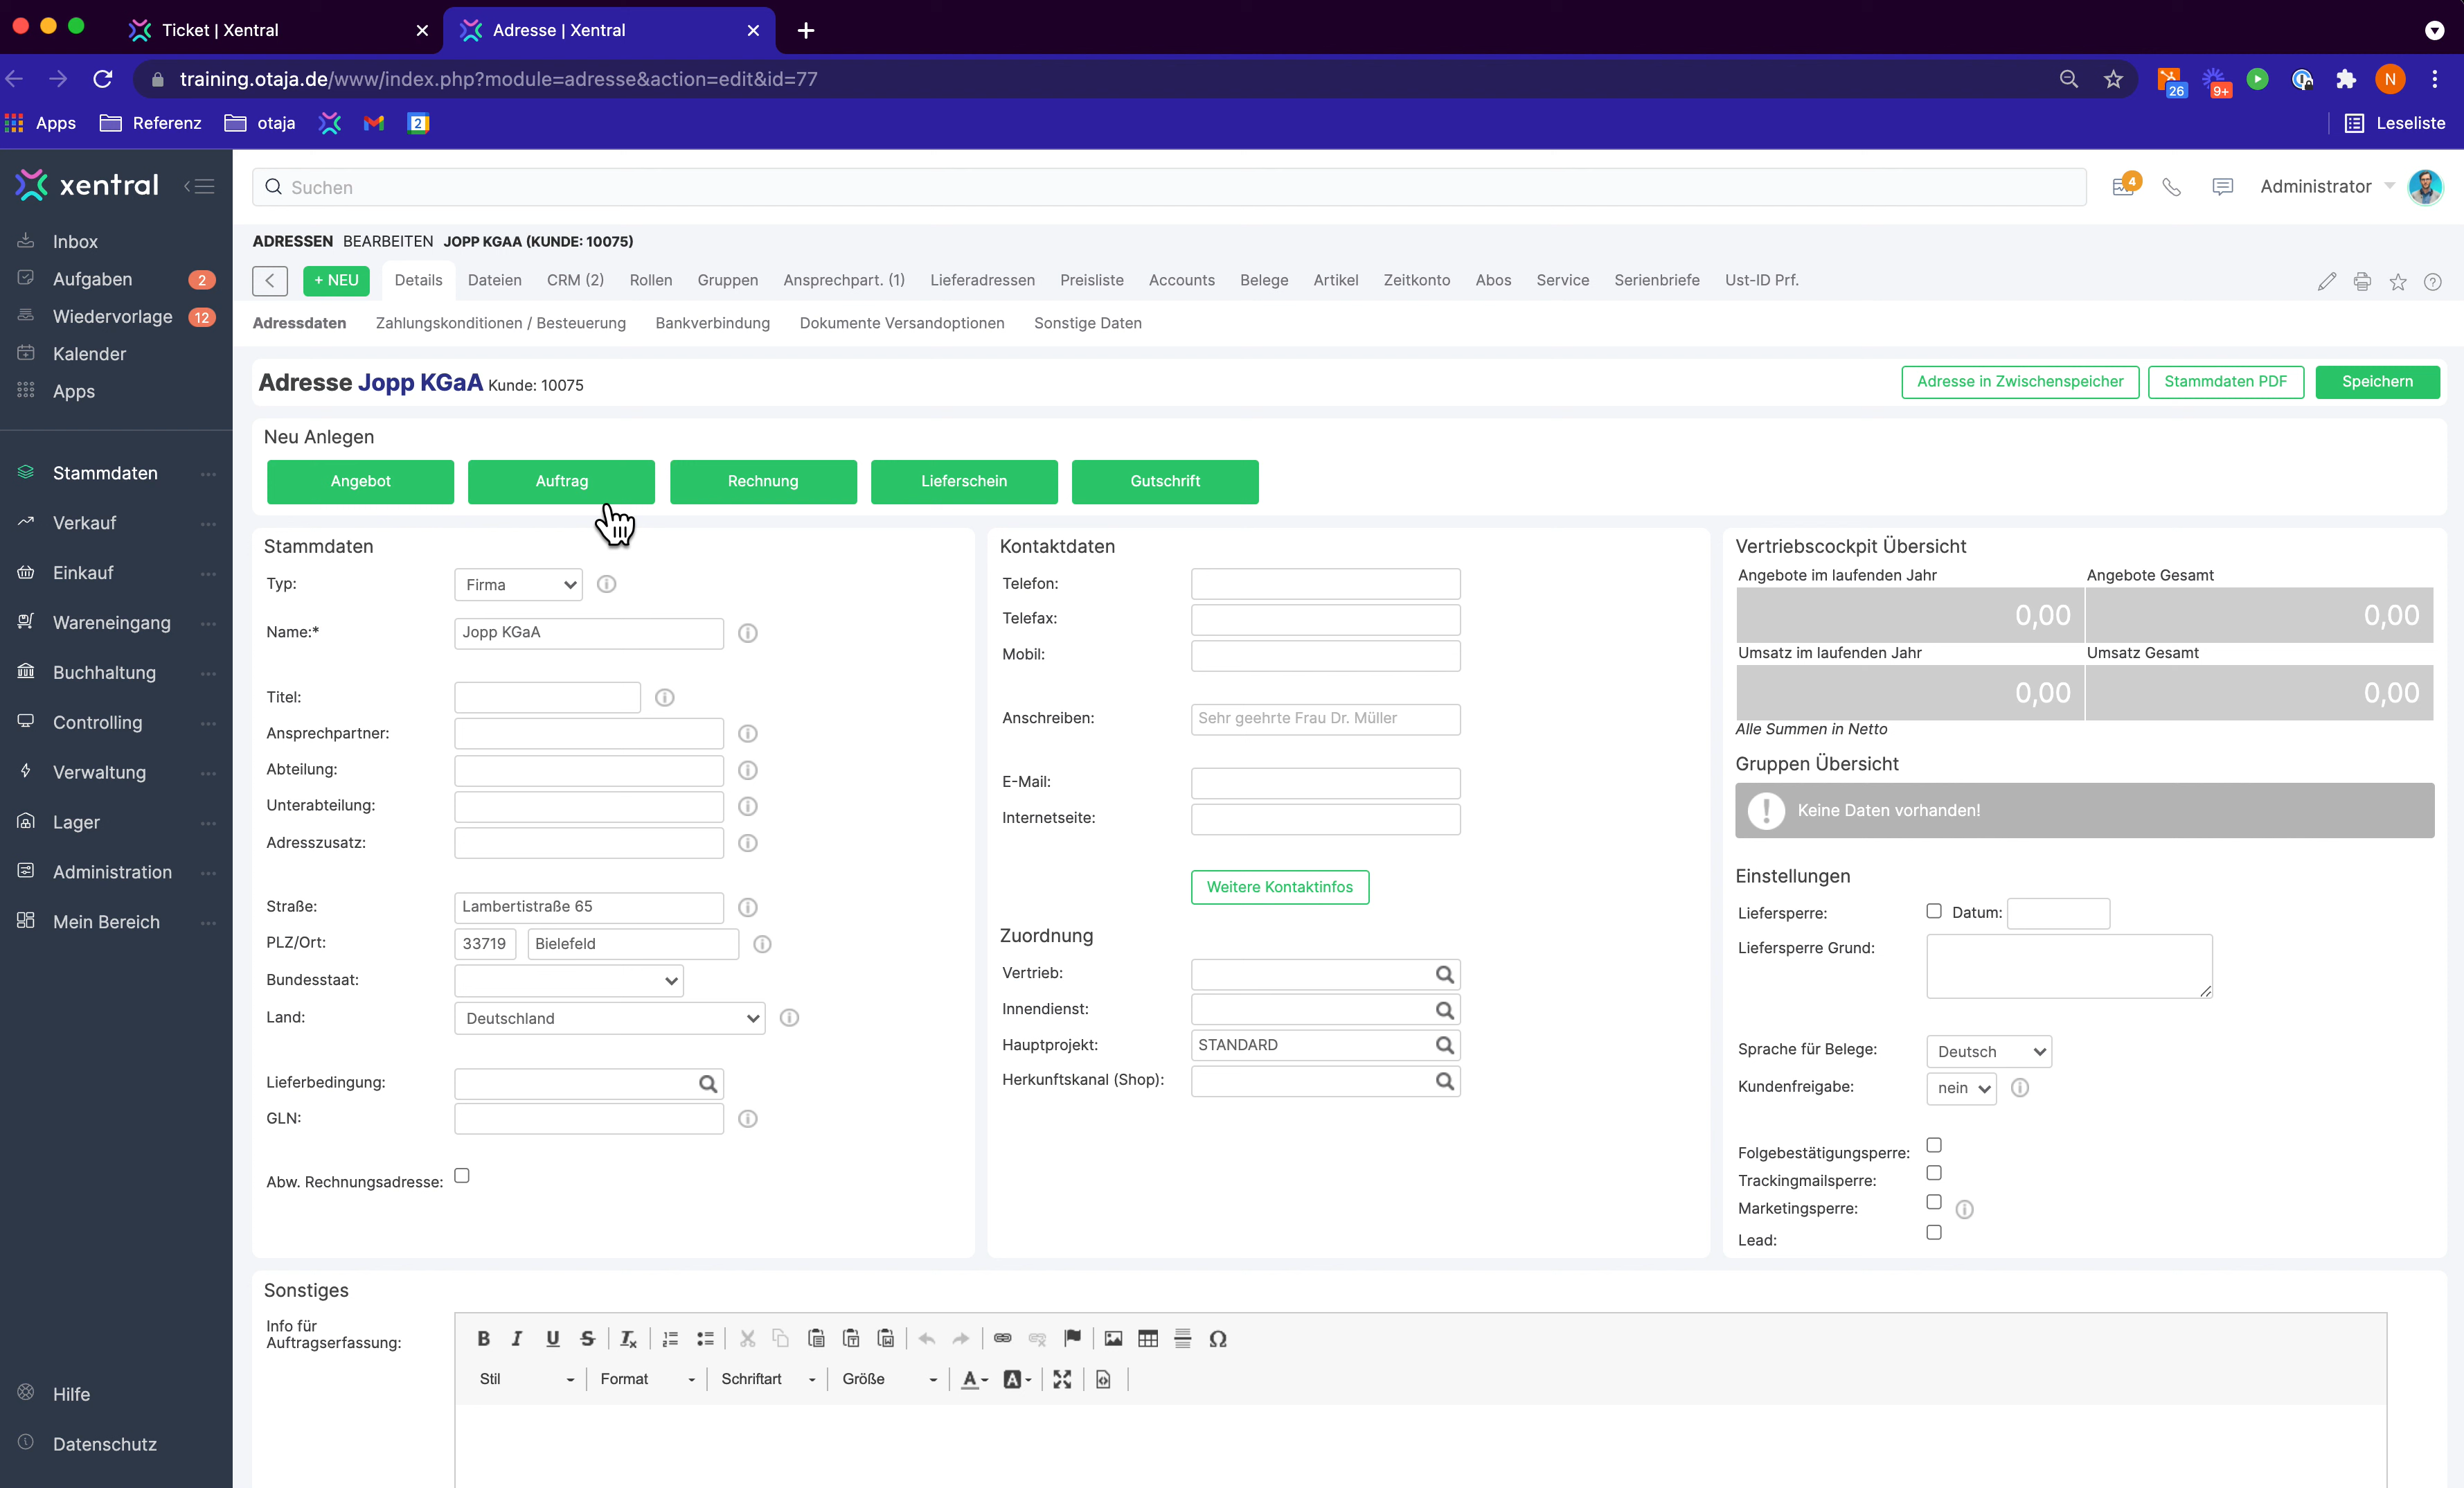 Ticket | Xentral
Adresse | Xentral
training.otaja.de/www/index.php?module=adresse&action=edit&id=77
26
9+
N
Apps
Referenz
otaja
2
Leseliste
xentral
Suchen
4
Administrator
Inbox
Aufgaben 2
Wiedervorlage 12
Kalender
Apps
Stammdaten
Verkauf
Einkauf
Wareneingang
Buchhaltung
Controlling
Verwaltung
Lager
Administration
Mein Bereich
Hilfe
Datenschutz
ADRESSEN BEARBEITEN JOPP KGAA (KUNDE: 10075)
+ NEU Details Dateien CRM (2) Rollen Gruppen Ansprechpart. (1) Lieferadressen Preisliste Accounts Belege Artikel Zeitkonto Abos Service Serienbriefe Ust-ID Prf.
Adressdaten Zahlungskonditionen / Besteuerung Bankverbindung Dokumente Versandoptionen Sonstige Daten
Adresse Jopp KGaA Kunde: 10075
Adresse in Zwischenspeicher Stammdaten PDF Speichern
Neu Anlegen
Angebot Auftrag Rechnung Lieferschein Gutschrift
Stammdaten
Typ: Firma
Name:* Jopp KGaA
Titel:
Ansprechpartner:
Abteilung:
Unterabteilung:
Adresszusatz:
Straße: Lambertistraße 65
PLZ/Ort: 33719 Bielefeld
Bundesstaat:
Land: Deutschland
Lieferbedingung:
GLN:
Abw. Rechnungsadresse:
Kontaktdaten
Telefon:
Telefax:
Mobil:
Anschreiben: Sehr geehrte Frau Dr. Müller
E-Mail:
Internetseite:
Weitere Kontaktinfos
Zuordnung
Vertrieb:
Innendienst:
Hauptprojekt: STANDARD
Herkunftskanal (Shop):
Vertriebscockpit Übersicht
Angebote im laufenden Jahr Angebote Gesamt
0,00 0,00
Umsatz im laufenden Jahr Umsatz Gesamt
0,00 0,00
Alle Summen in Netto
Gruppen Übersicht
Keine Daten vorhanden!
Einstellungen
Liefersperre: Datum:
Liefersperre Grund:
Sprache für Belege: Deutsch
Kundenfreigabe: nein
Folgebestätigungsperre:
Trackingmailsperre:
Marketingsperre:
Lead:
Sonstiges
Info für
Auftragserfassung:
Stil Format Schriftart Größe